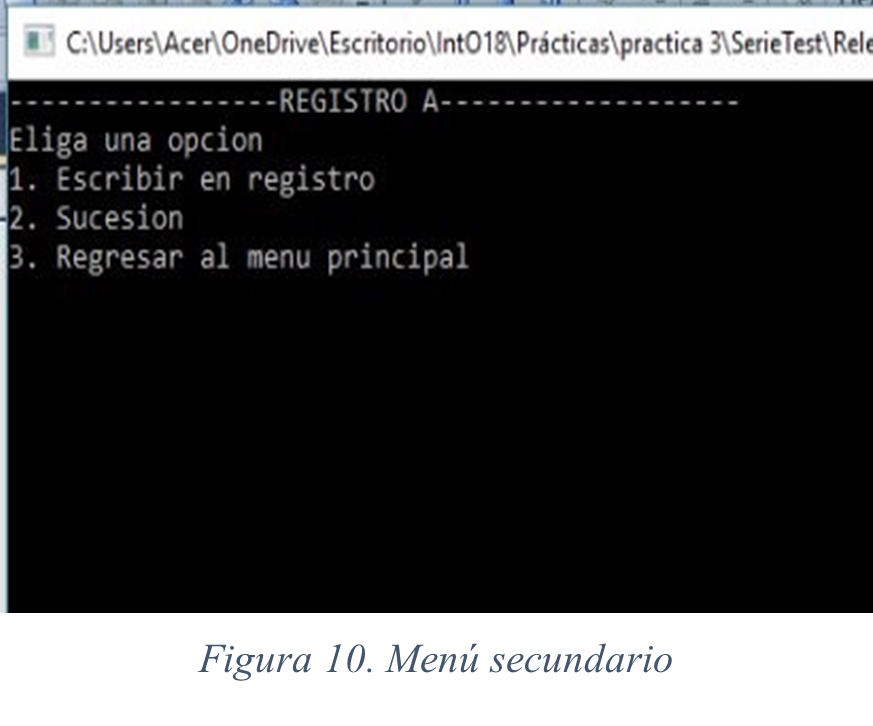 C:\Users\Acer\OneDrive\Escritorio\IntO18\Prácticas\practica 3\SerieTest\Rele
-----------------REGISTRO A-------------------
Eliga una opcion
1. Escribir en registro
2. Sucesion
3. Regresar al menu principal
Figura 10. Menú secundario